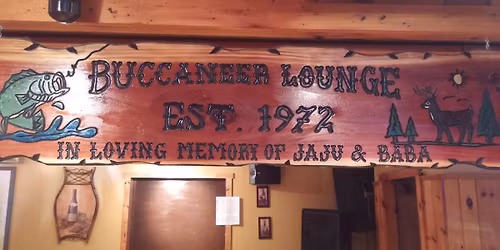 BUCCANEER LOUNGE
EST. 1972
IN LOVING MEMORY OF JAJU & BABA